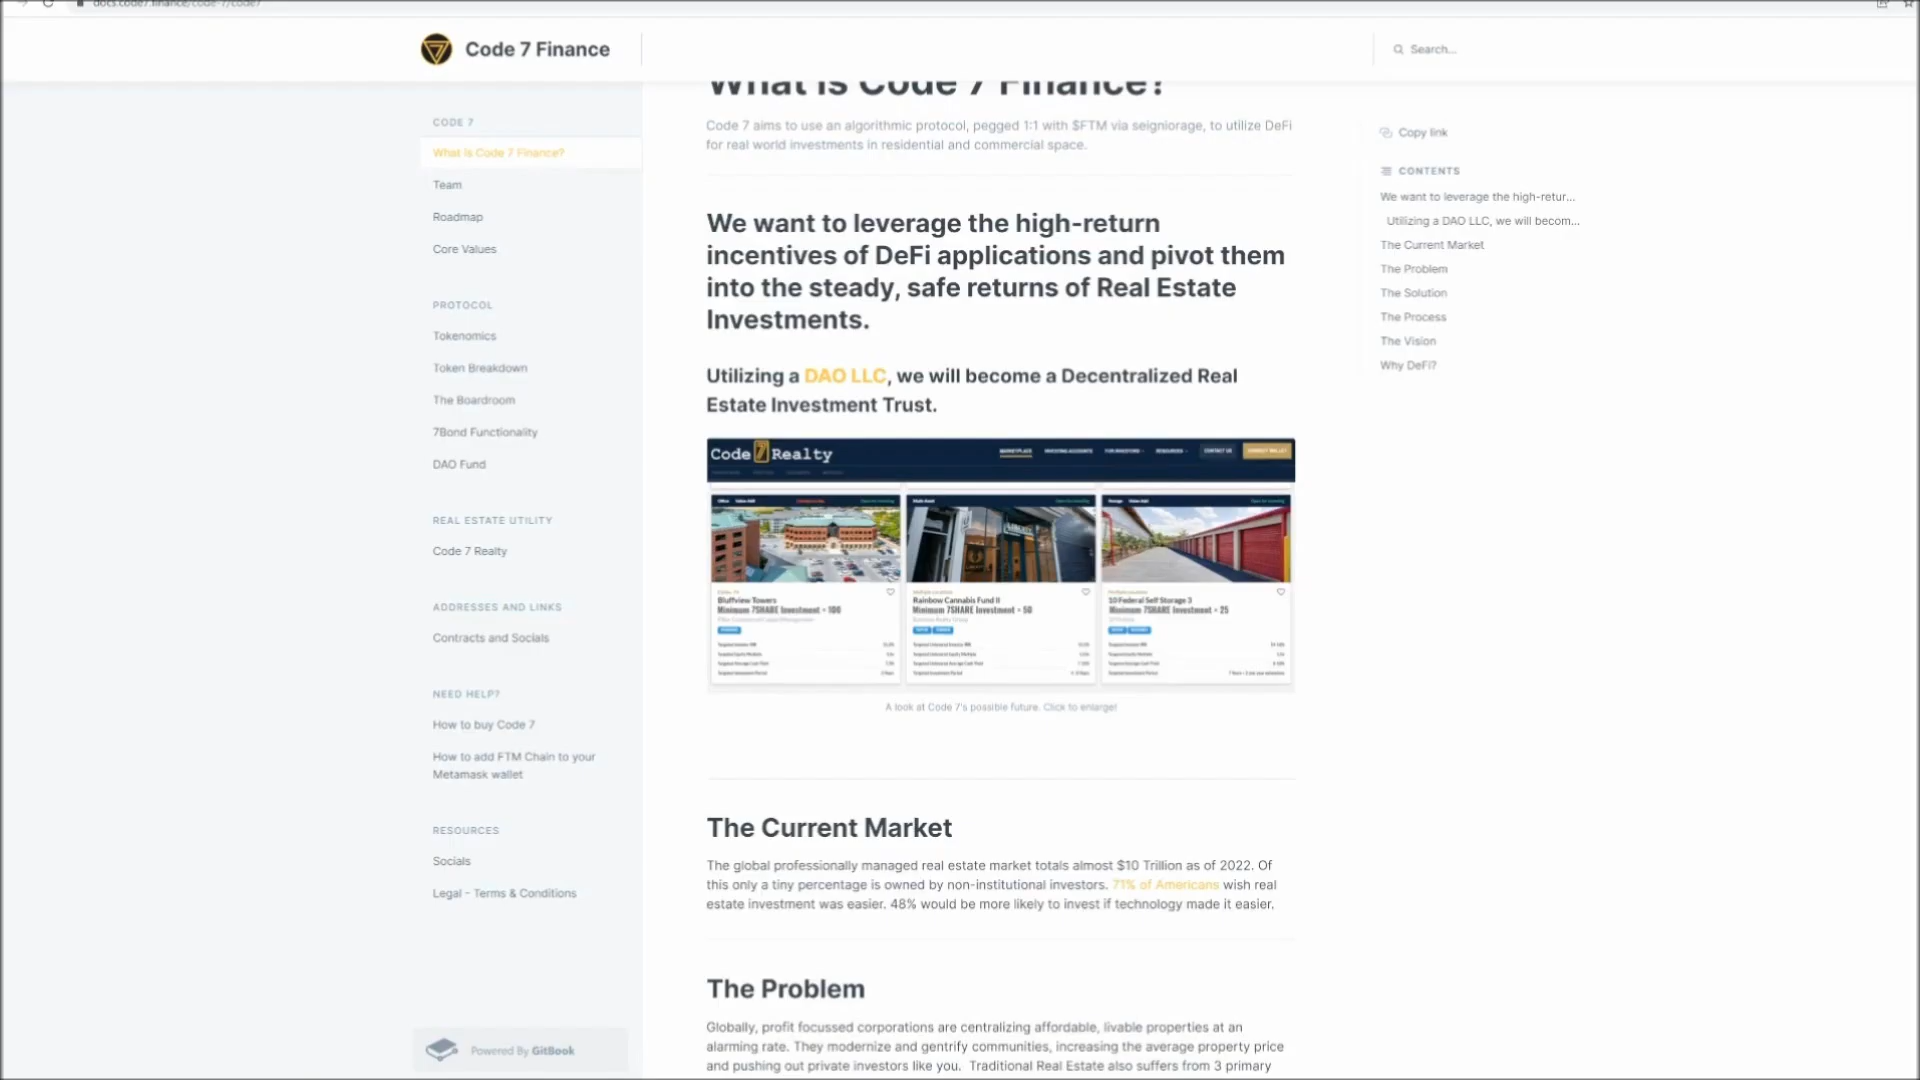 docs.code7.finance/code-7/code7
Code 7 Finance
Search...
What is Code 7 Finance?
CODE 7
What is Code 7 Finance?
Team
Roadmap
Core Values
PROTOCOL
Tokenomics
Token Breakdown
The Boardroom
7Bond Functionality
DAO Fund
REAL ESTATE UTILITY
Code 7 Realty
ADDRESSES AND LINKS
Contracts and Socials
NEED HELP?
How to buy Code 7
How to add FTM Chain to your
Metamask wallet
RESOURCES
Socials
Legal - Terms & Conditions
Powered By GitBook
Code 7 aims to use an algorithmic protocol, pegged 1:1 with $FTM via seigniorage, to utilize DeFi
for real world investments in residential and commercial space.
We want to leverage the high-return
incentives of DeFi applications and pivot them
into the steady, safe returns of Real Estate
Investments.
Utilizing a DAO LLC, we will become a Decentralized Real
Estate Investment Trust.
Code 7 Realty
MARKETPLACE
INVESTING ACCOUNTS
FOR INVESTORS
RESOURCES
CONTACT US
CONNECT WALLET
Bluffview Towers
Minimum 7SHARE Investment = 100
Rainbow Cannabis Fund II
Minimum 7SHARE Investment = 50
10 Federal Self Storage 3
Minimum 7SHARE Investment = 25
A look at Code 7's possible future. Click to enlarge!
The Current Market
The global professionally managed real estate market totals almost $10 Trillion as of 2022. Of
this only a tiny percentage is owned by non-institutional investors. 71% of Americans wish real
estate investment was easier. 48% would be more likely to invest if technology made it easier.
The Problem
Globally, profit focussed corporations are centralizing affordable, livable properties at an
alarming rate. They modernize and gentrify communities, increasing the average property price
and pushing out private investors like you. Traditional Real Estate also suffers from 3 primary
Copy link
CONTENTS
We want to leverage the high-retur...
Utilizing a DAO LLC, we will becom...
The Current Market
The Problem
The Solution
The Process
The Vision
Why DeFi?